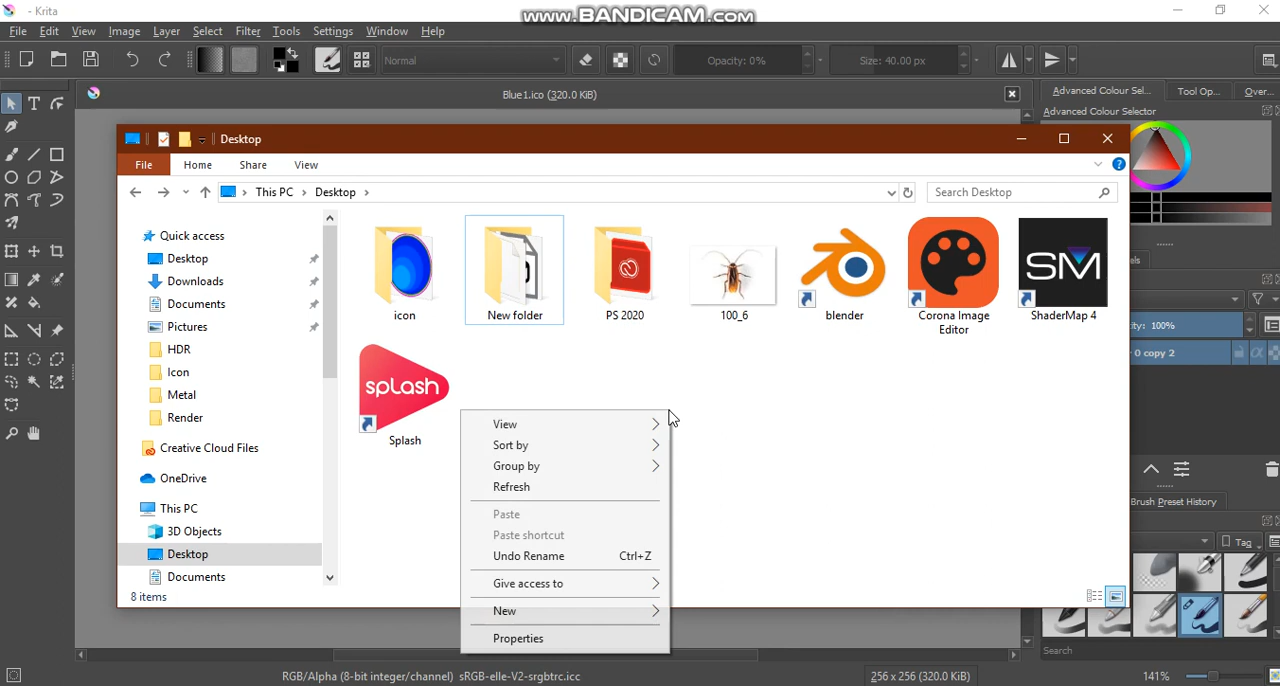 - Krita
www.BANDICAM.com
File Edit View Image Layer Select Filter Tools Settings Window Help
Normal
Opacity: 0%
Size: 40.00 px
Blue1.ico (320.0 KiB)
Advanced Colour Sel... Tool Op... Over...
Advanced Colour Selector
Desktop
File Home Share View
This PC Desktop
Search Desktop
Quick access
Desktop
Downloads
Documents
Pictures
HDR
Icon
Metal
Render
Creative Cloud Files
OneDrive
This PC
3D Objects
Desktop
Documents
8 items
icon
New folder
PS 2020
100_6
blender
Corona Image
Editor
SM
ShaderMap 4
splash
Splash
View
Sort by
Group by
Refresh
Paste
Paste shortcut
Undo Rename Ctrl+Z
Give access to
New
Properties
els
ity: 100%
0 copy 2
Brush Preset History
Tag
Search
RGB/Alpha (8-bit integer/channel) sRGB-elle-V2-srgbtrc.icc
256 x 256 (320.0 KiB)
141%